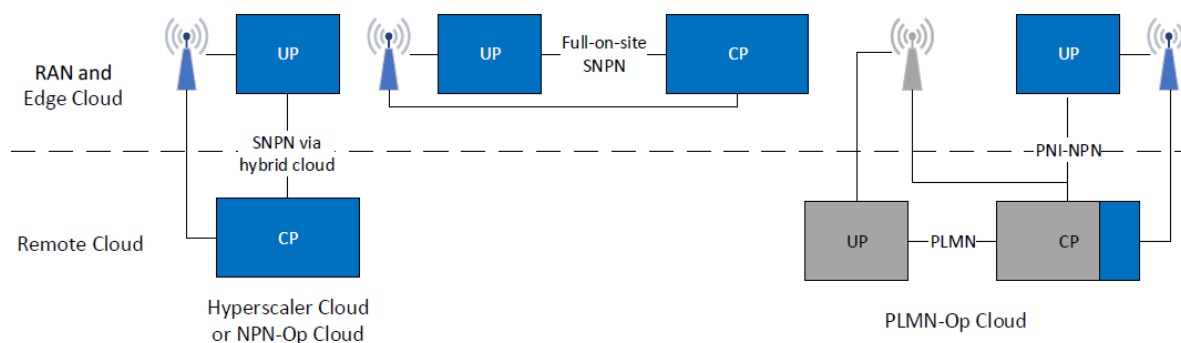 RAN and
Edge Cloud
UP
UP
Full-on-site
SNPN
CP
UP
SNPN via
hybrid cloud
PNI-NPN
Remote Cloud
CP
UP
PLMN
CP
Hyperscaler Cloud
or NPN-Op Cloud
PLMN-Op Cloud